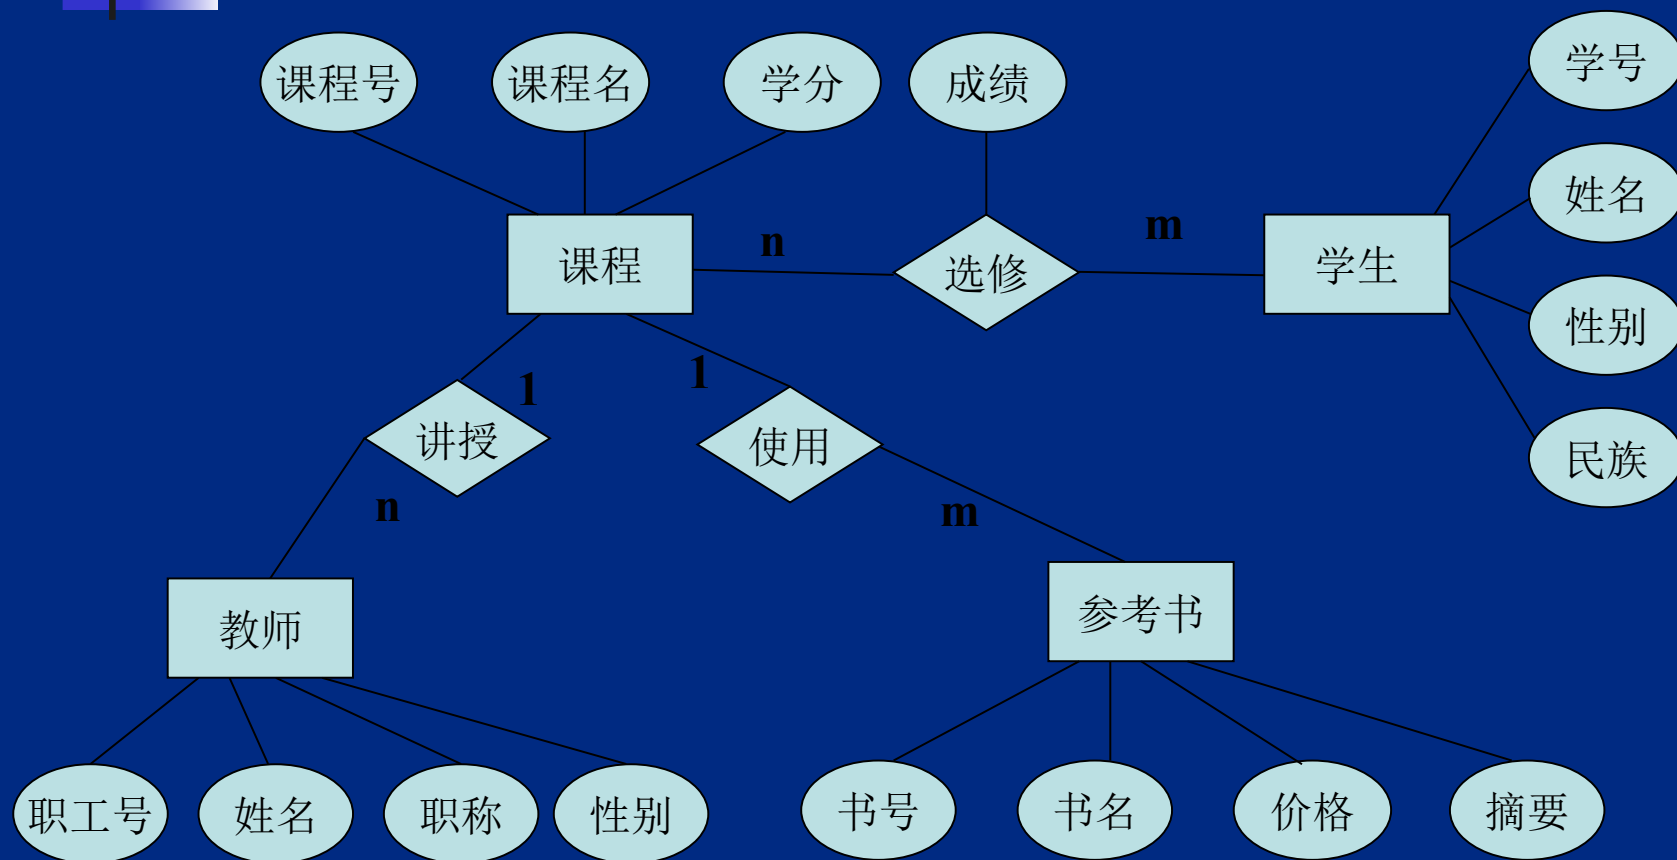 课程号
课程名
学分
成绩
学号
姓名
性别
民族
课程
n
选修
m
学生
1
1
讲授
使用
n
m
教师
参考书
职工号
姓名
职称
性别
书号
书名
价格
摘要